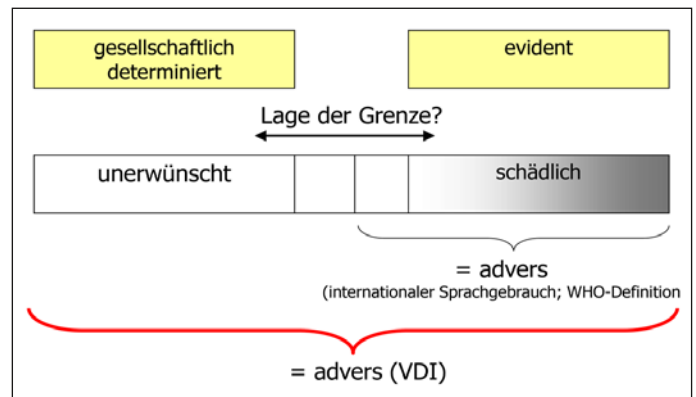 gesellschaftlich
determiniert
evident
Lage der Grenze?
unerwünscht
schädlich
= advers
(internationaler Sprachgebrauch; WHO-Definition
= advers (VDI)